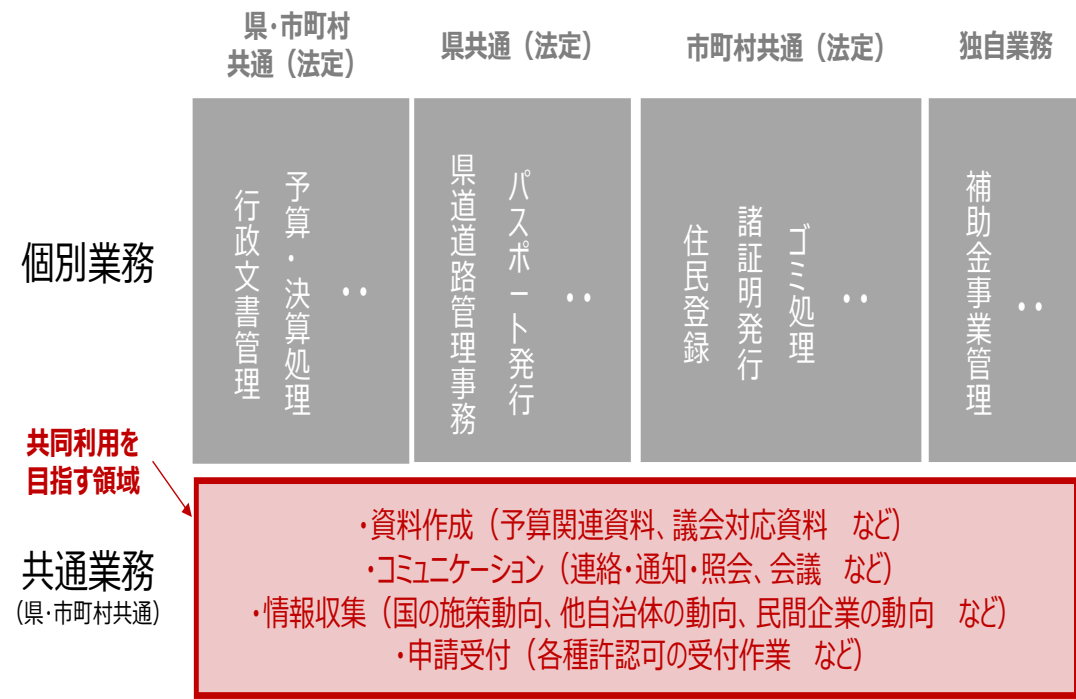 県・市町村
共通（法定）
県共通（法定）
市町村共通（法定）
独自業務
個別業務
予算・決算処理
行政文書管理
‥
パスポート発行
県道道路管理事務
‥
ゴミ処理
諸証明発行
住民登録
‥
補助金事業管理
‥
共同利用を
目指す領域
共通業務
（県・市町村共通）
・資料作成（予算関連資料、議会対応資料　など）
・コミュニケーション（連絡・通知・照会、会議　など）
・情報収集（国の施策動向、他自治体の動向、民間企業の動向　など）
・申請受付（各種許認可の受付作業　など）